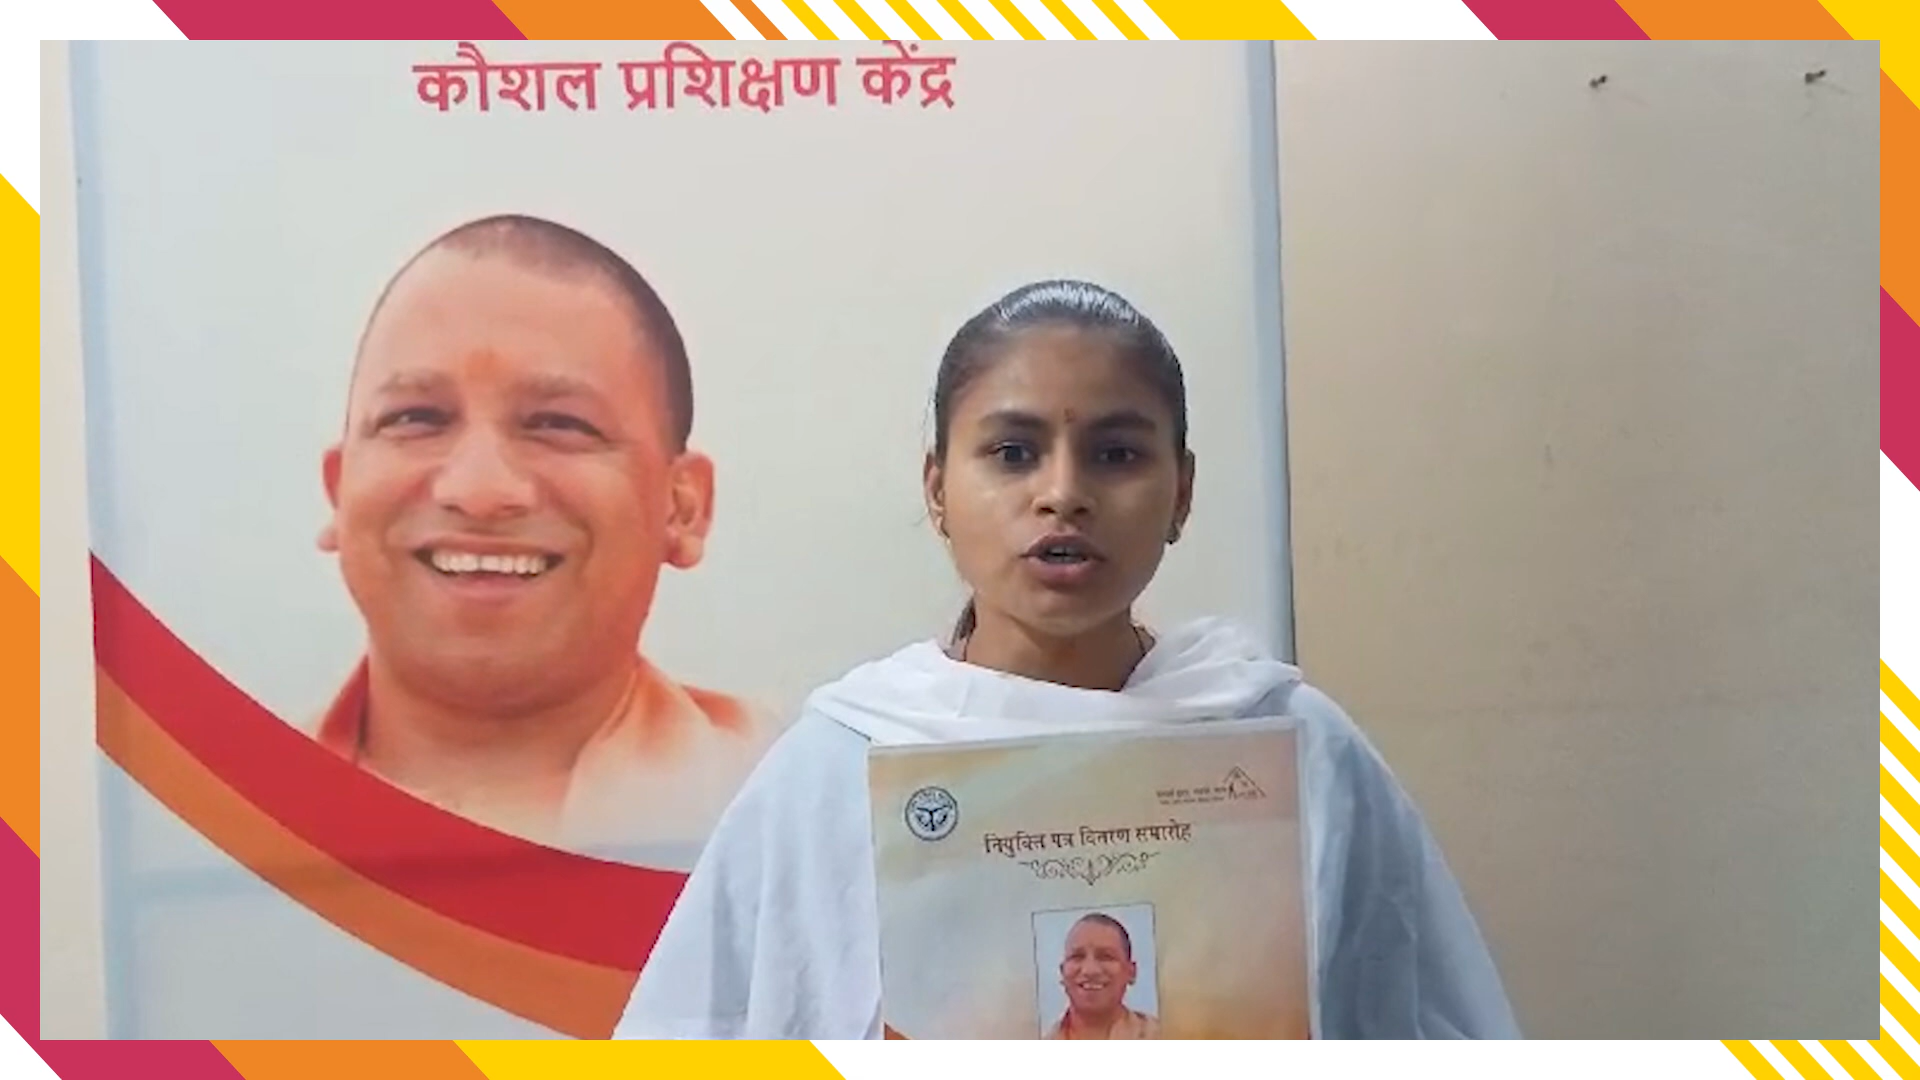 कौशल प्रशिक्षण केंद्र
नियुक्ति पत्र वितरण समारोह